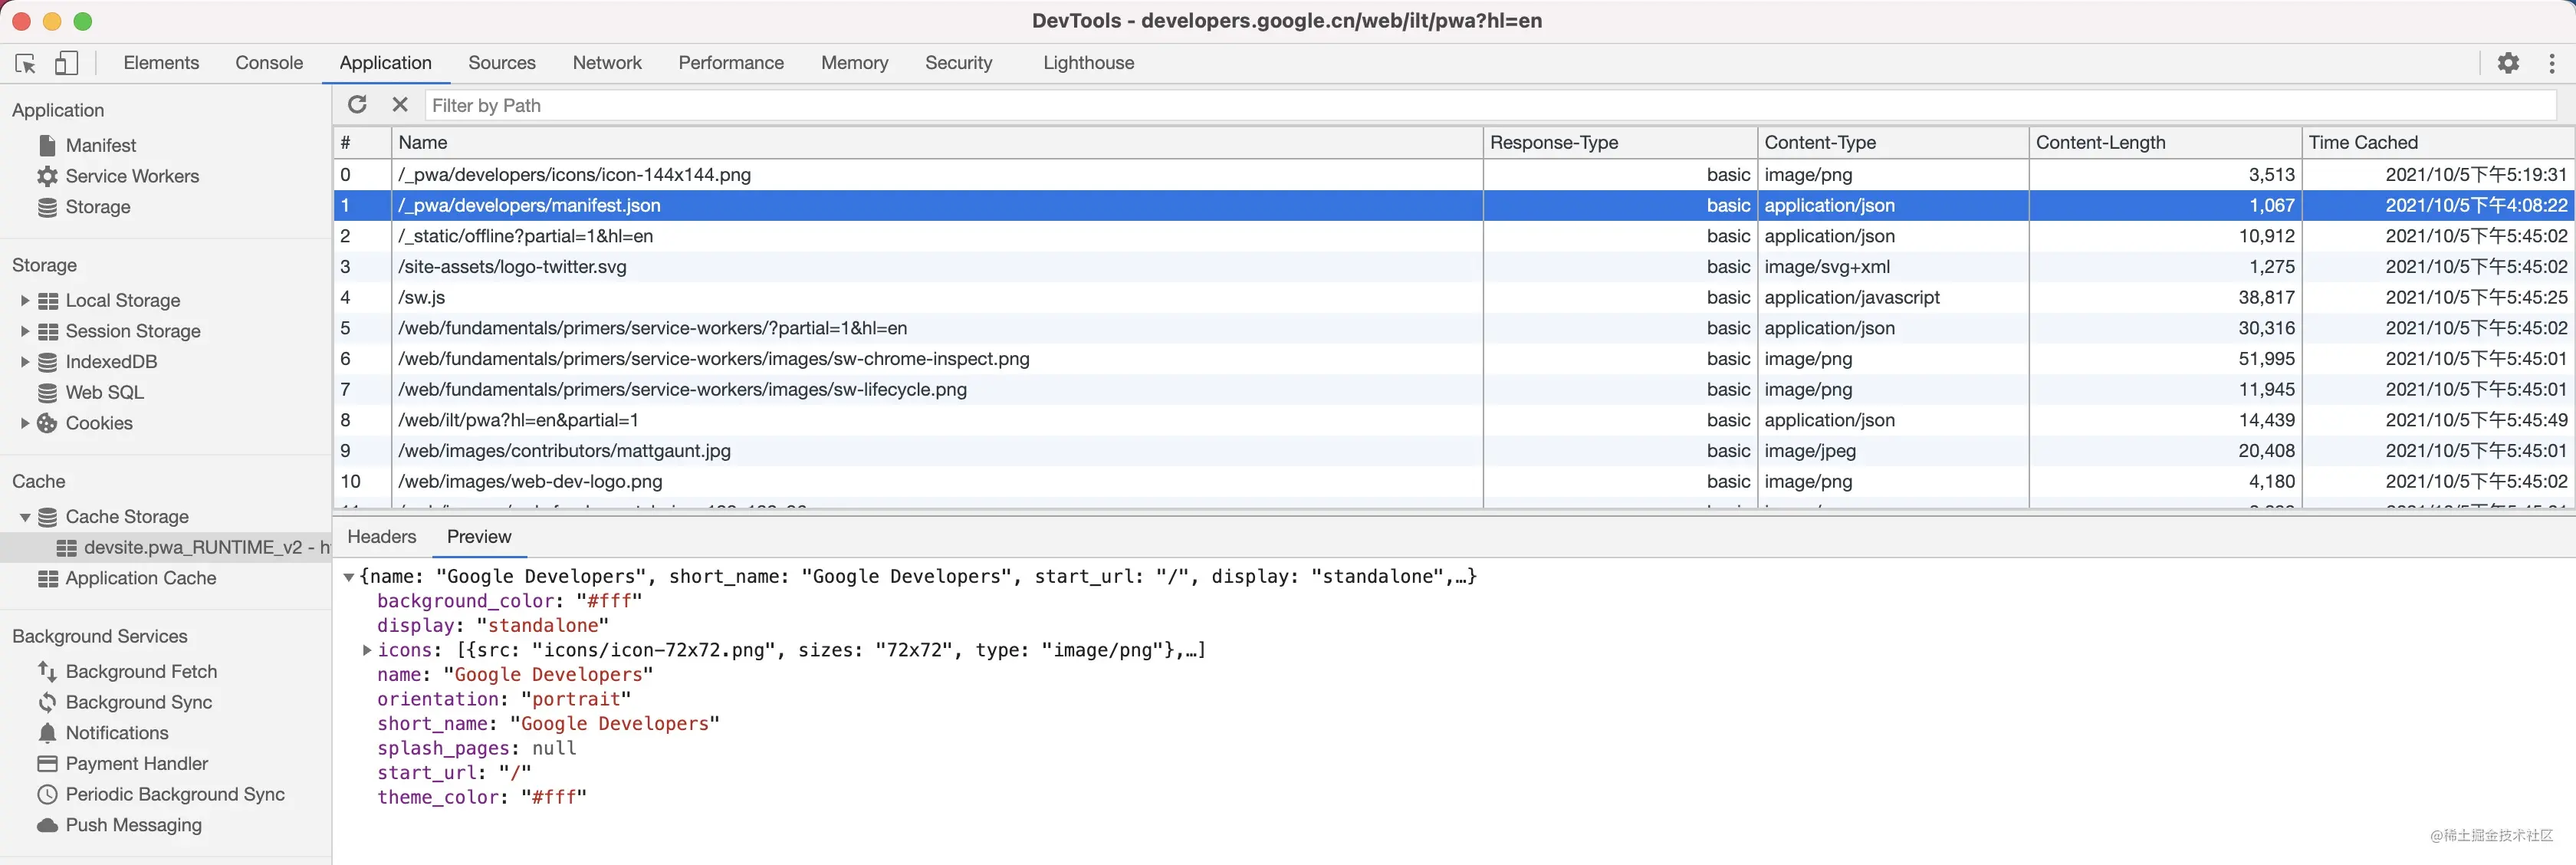 DevTools - developers.google.cn/web/ilt/pwa?hl=en
Elements Console Application Sources Network Performance Memory Security Lighthouse
Application
Manifest
Service Workers
Storage
Storage
Local Storage
Session Storage
IndexedDB
Web SQL
Cookies
Cache
Cache Storage
devsite.pwa_RUNTIME_v2 - h
Application Cache
Background Services
Background Fetch
Background Sync
Notifications
Payment Handler
Periodic Background Sync
Push Messaging
Filter by Path
# Name Response-Type Content-Type Content-Length Time Cached
0 /_pwa/developers/icons/icon-144x144.png basic image/png 3,513 2021/10/5下午5:19:31
1 /_pwa/developers/manifest.json basic application/json 1,067 2021/10/5下午4:08:22
2 /_static/offline?partial=1&hl=en basic application/json 10,912 2021/10/5下午5:45:02
3 /site-assets/logo-twitter.svg basic image/svg+xml 1,275 2021/10/5下午5:45:02
4 /sw.js basic application/javascript 38,817 2021/10/5下午5:45:25
5 /web/fundamentals/primers/service-workers/?partial=1&hl=en basic application/json 30,316 2021/10/5下午5:45:02
6 /web/fundamentals/primers/service-workers/images/sw-chrome-inspect.png basic image/png 51,995 2021/10/5下午5:45:01
7 /web/fundamentals/primers/service-workers/images/sw-lifecycle.png basic image/png 11,945 2021/10/5下午5:45:01
8 /web/ilt/pwa?hl=en&partial=1 basic application/json 14,439 2021/10/5下午5:45:49
9 /web/images/contributors/mattgaunt.jpg basic image/jpeg 20,408 2021/10/5下午5:45:01
10 /web/images/web-dev-logo.png basic image/png 4,180 2021/10/5下午5:45:02
Headers Preview
{name: "Google Developers", short_name: "Google Developers", start_url: "/", display: "standalone",…}
background_color: "#fff"
display: "standalone"
icons: [{src: "icons/icon-72x72.png", sizes: "72x72", type: "image/png"},…]
name: "Google Developers"
orientation: "portrait"
short_name: "Google Developers"
splash_pages: null
start_url: "/"
theme_color: "#fff"
@稀土掘金技术社区